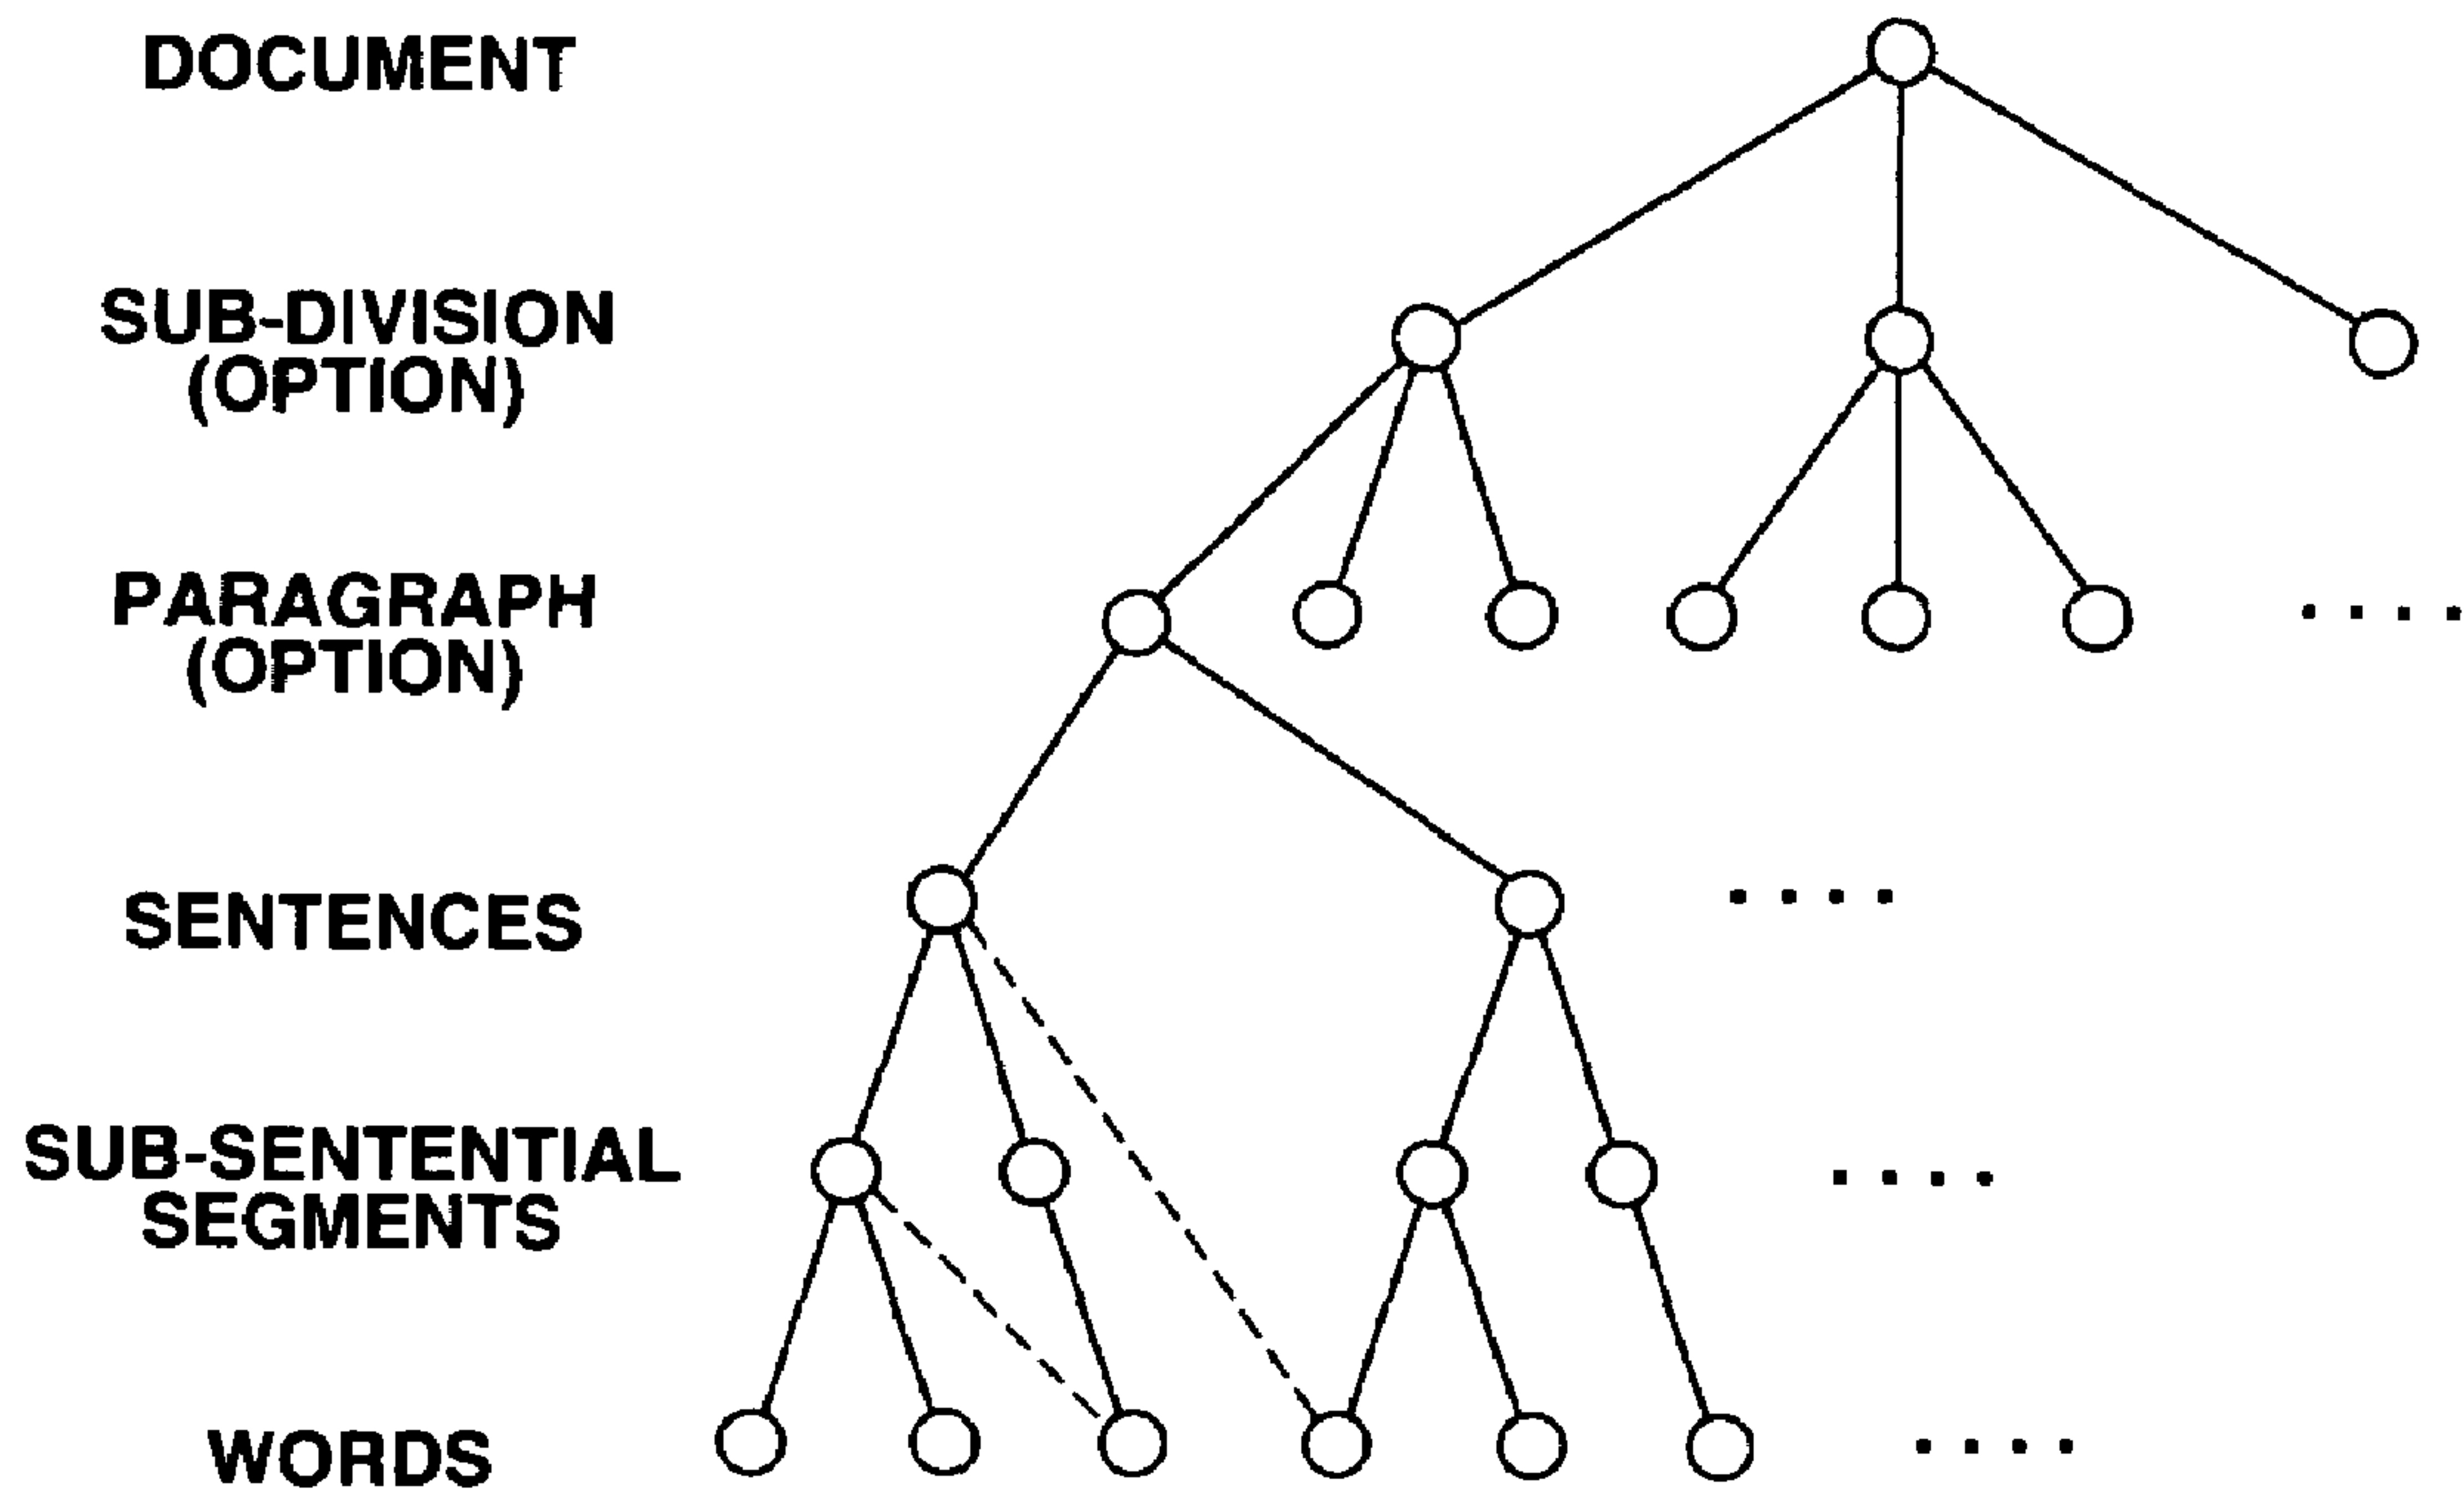 DOCUMENT
SUB-DIVISION
(OPTION)
PARAGRAPH
(OPTION)
. . . .
SENTENCES
. . . .
SUB-SENTENTIAL
SEGMENTS
. . . .
WORDS
. . . .